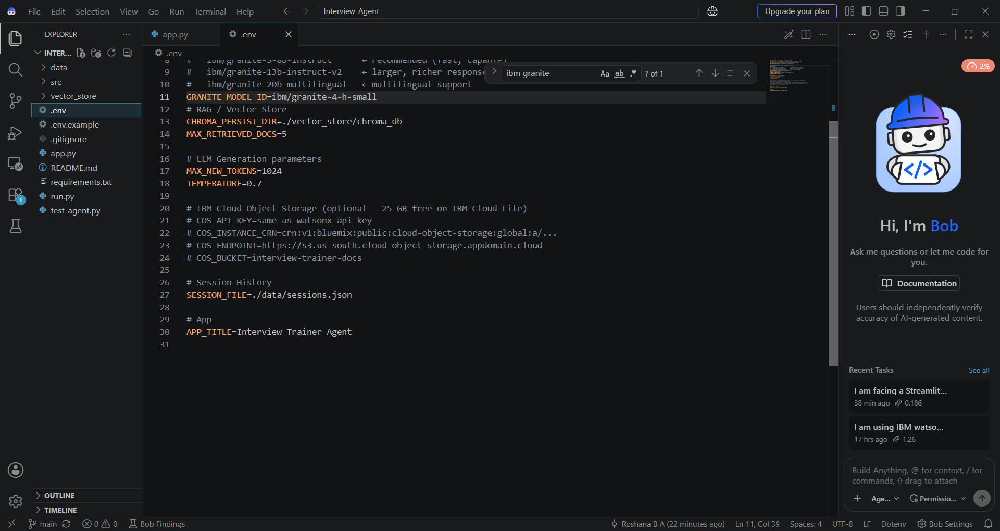 File Edit Selection View Go Run Terminal Help
Interview_Agent
Upgrade your plan
EXPLORER
INTER...
data
src
vector_store
.env
.env.example
.gitignore
app.py
README.md
requirements.txt
run.py
test_agent.py
OUTLINE
TIMELINE
1
app.py
.env
.env
ibm granite
Aa ab ? of 1
8 # ibm/granite-3-8b-instruct ← recommended (fast, capable)
9 # ibm/granite-13b-instruct-v2 ← larger, richer response
10 # ibm/granite-20b-multilingual ← multilingual support
11 GRANITE_MODEL_ID=ibm/granite-4-h-small
12 # RAG / Vector Store
13 CHROMA_PERSIST_DIR=./vector_store/chroma_db
14 MAX_RETRIEVED_DOCS=5
15
16 # LLM Generation parameters
17 MAX_NEW_TOKENS=1024
18 TEMPERATURE=0.7
19
20 # IBM Cloud Object Storage (optional — 25 GB free on IBM Cloud Lite)
21 # COS_API_KEY=same_as_watsonx_api_key
22 # COS_INSTANCE_CRN=crn:v1:bluemix:public:cloud-object-storage:global:a/...
23 # COS_ENDPOINT=https://s3.us-south.cloud-object-storage.appdomain.cloud
24 # COS_BUCKET=interview-trainer-docs
25
26 # Session History
27 SESSION_FILE=./data/sessions.json
28
29 # App
30 APP_TITLE=Interview Trainer Agent
31
2%
</>
Hi, I'm Bob
Ask me questions or let me code for
you.
Documentation
Users should independently verify
accuracy of AI-generated content.
Recent Tasks See all
I am facing a Streamlit...
38 min ago 0.186
I am using IBM watso...
17 hrs ago 1.26
Build Anything, @ for context, / for
commands, ⇧ drag to attach
Age... Permissio...
main 0 0 Bob Findings
Roshana B A (22 minutes ago) Ln 11, Col 39 Spaces: 4 UTF-8 LF Dotenv Bob Settings